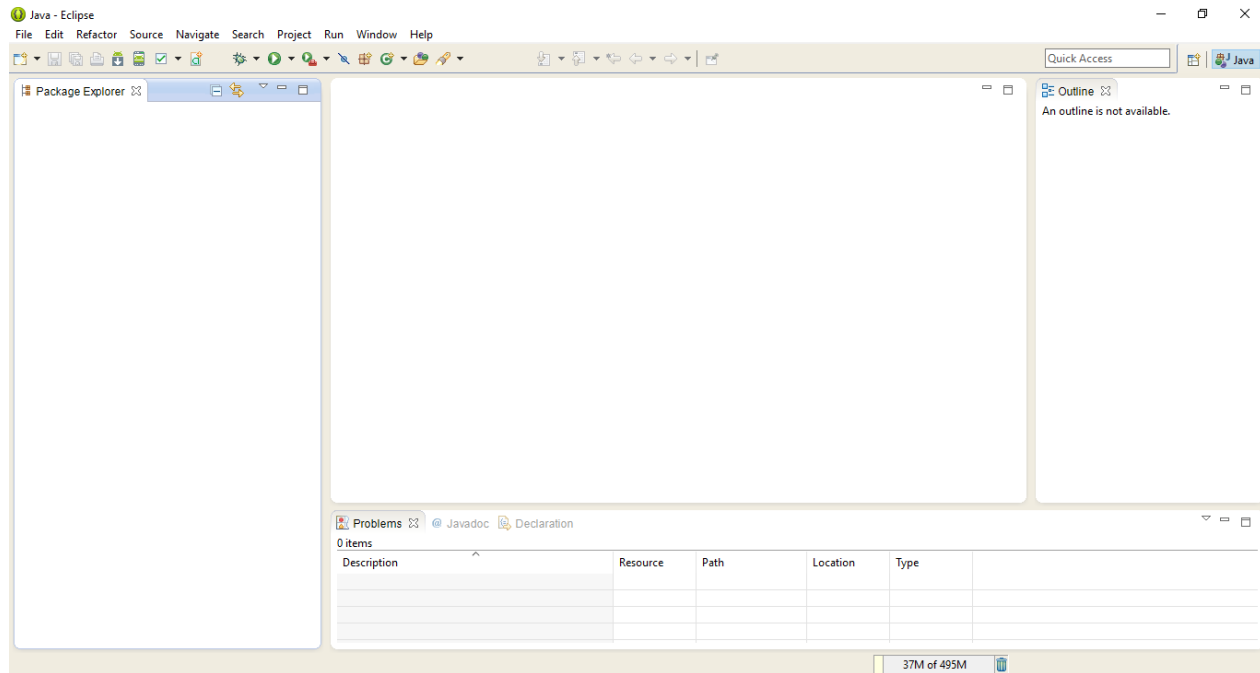 Java - Eclipse
File Edit Refactor Source Navigate Search Project Run Window Help
Quick Access
Java
Package Explorer
Outline
An outline is not available.
Problems @ Javadoc Declaration
0 items
Description Resource Path Location Type
37M of 495M